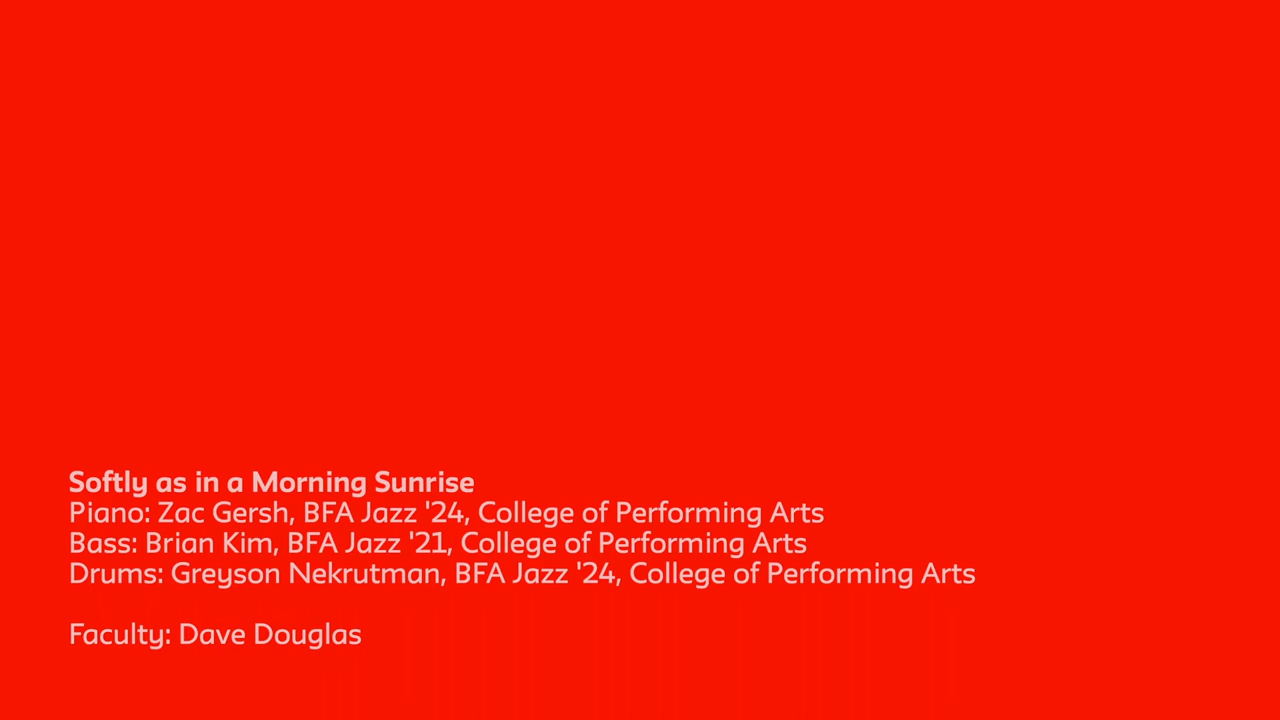 Softly as in a Morning Sunrise
Piano: Zac Gersh, BFA Jazz '24, College of Performing Arts
Bass: Brian Kim, BFA Jazz '21, College of Performing Arts
Drums: Greyson Nekrutman, BFA Jazz '24, College of Performing Arts
Faculty: Dave Douglas